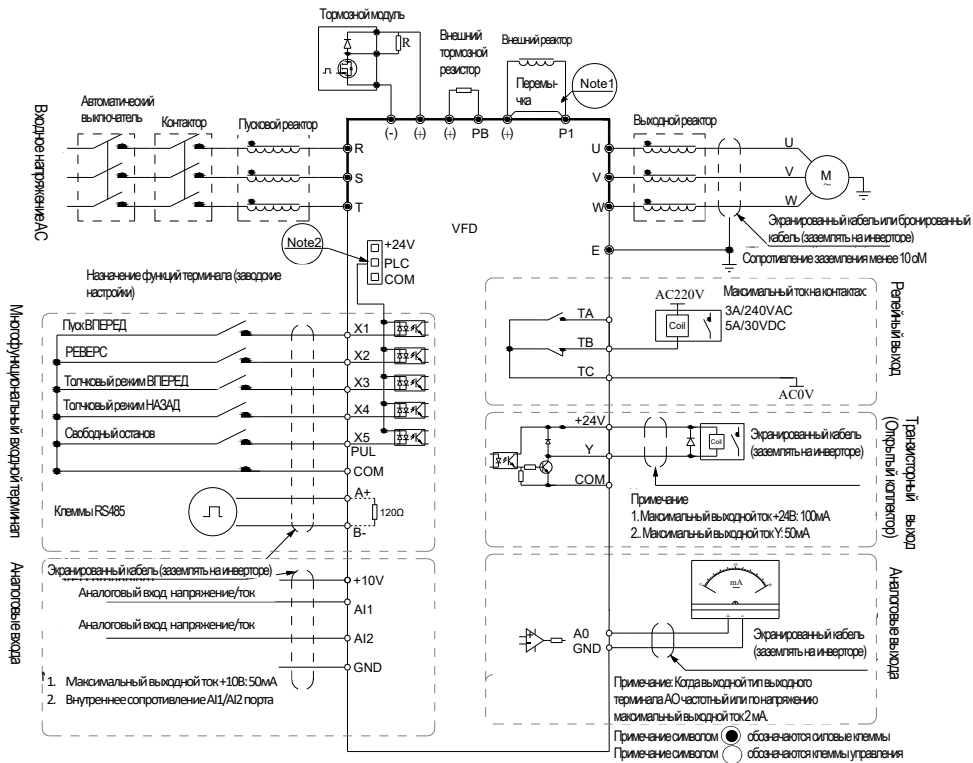 Тормозной модуль
R
Внешний
тормозной
резистор
Внешний реактор
Перемы-
чка
Note1
(-)
(+)
(+)
PB
(+)
P1
Входное напряжение AC
Автоматический
выключатель
Контактор
Пусковой реактор
R
S
T
VFD
Выходной реактор
U
V
W
U
V
W
M
~
E
Экранированный кабель или бронированный
кабель (заземлять на инверторе)
Сопротивление заземления менее 10 оМ
Note2
+24V
PLC
COM
Назначение функций терминала (заводские
настройки)
Многофункциональный входной терминал
Пуск ВПЕРЕД
X1
РЕВЕРС
X2
Толчковый режим ВПЕРЕД
X3
Толчковый режим НАЗАД
X4
Свободный останов
X5
PUL
COM
Клеммы RS485
A+
120Ω
B-
Экранированный кабель (заземлять на инверторе)
Аналоговые входа
+10V
Аналоговый вход напряжение/ток
AI1
Аналоговый вход напряжение/ток
AI2
GND
1. Максимальный выходной ток +10В: 50мА
2. Внутреннее сопротивление AI1/AI2 порта
Релейный выход
TA
TB
TC
AC220V
Coil
Максимальный ток на контактах:
3A/240VAC
5A/30VDC
AC0V
Транзисторный выход
(Открытый коллектор)
+24V
Y
COM
Coil
Экранированный кабель
(заземлять на инверторе)
Примечание
1. Максимальный выходной ток +24В: 100мА
2.. Максимальный выходной ток Y: 50мА
Аналоговые выхода
mA
A0
GND
Экранированный кабель
(заземлять на инверторе)
Примечание: Когда выходной тип выходного
терминала АО частотный или по напряжению
максимальный выходной ток 2 мА.
Примечание символом обозначаются силовые клеммы
Примечание символом обозначаются клеммы управления